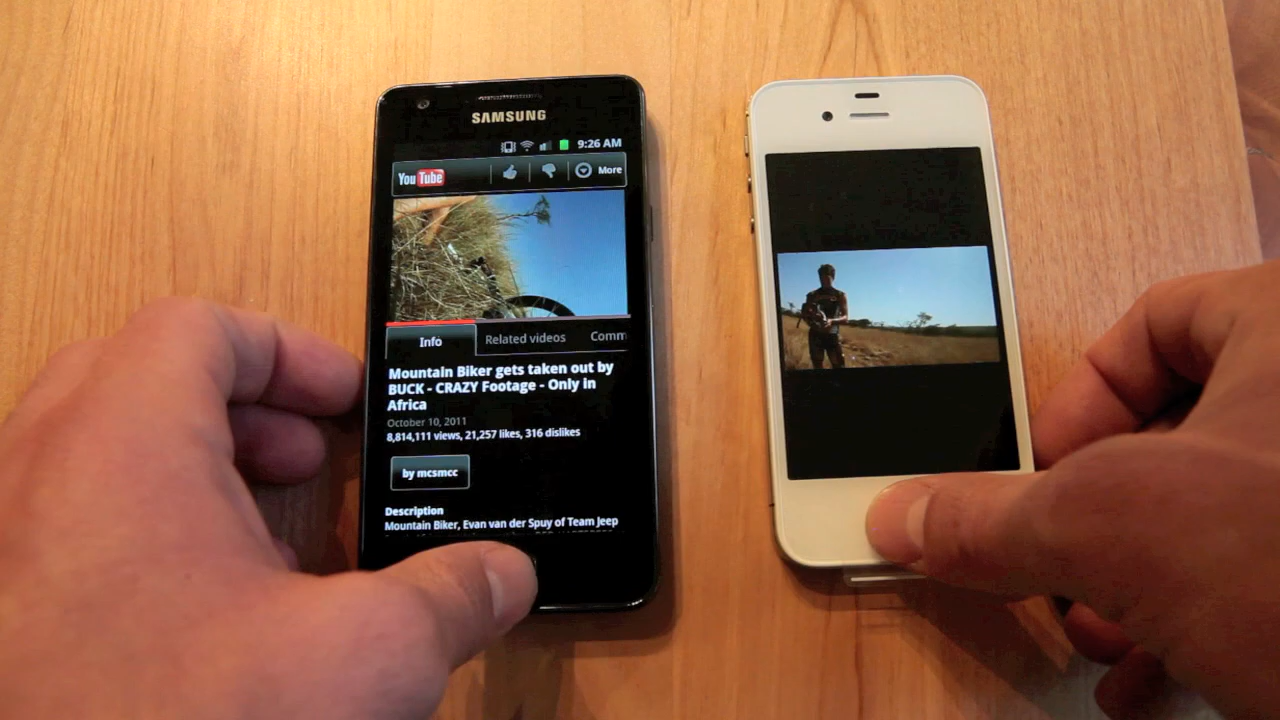 SAMSUNG
9:26 AM
YouTube
More
Info
Related videos
Comm
Mountain Biker gets taken out by
BUCK - CRAZY Footage - Only in
Africa
October 10, 2011
8,814,111 views, 21,257 likes, 316 dislikes
by mcsmcc
Description
Mountain Biker, Evan van der Spuy of Team Jeep